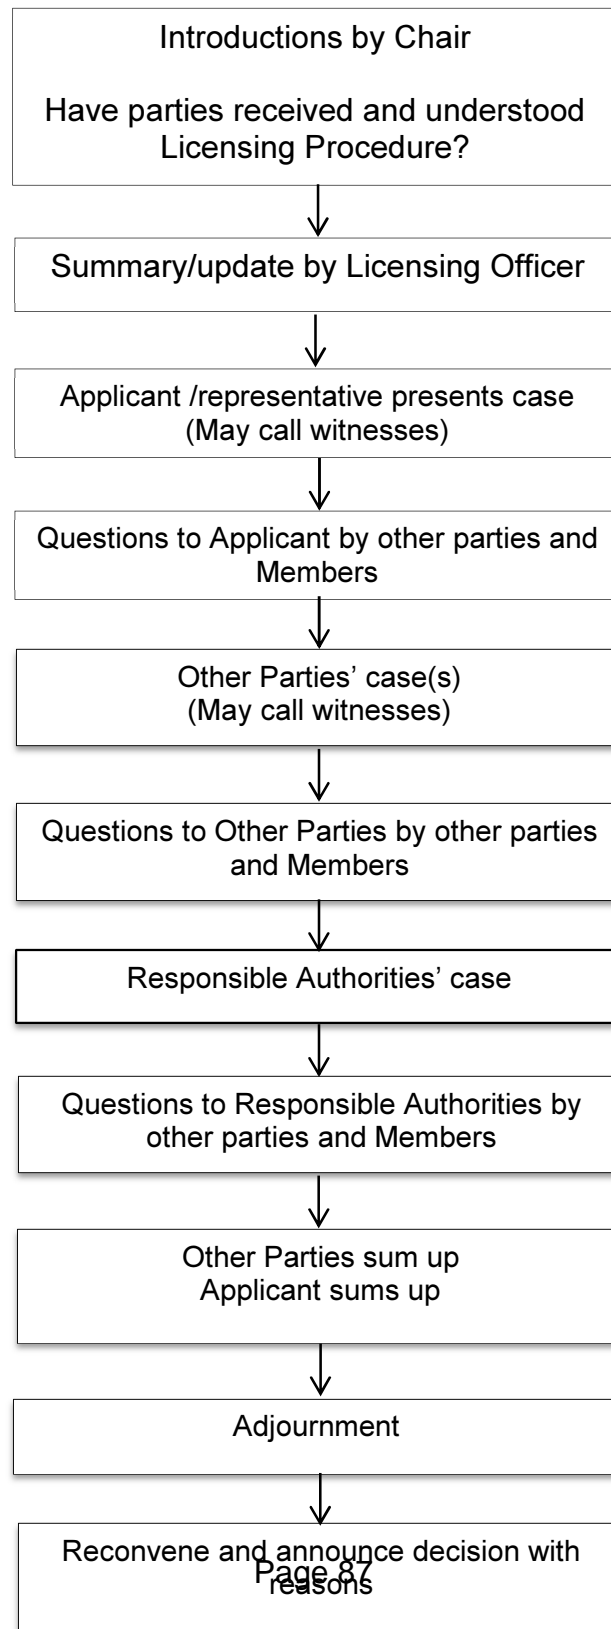 Introductions by Chair
Have parties received and understood
Licensing Procedure?
Summary/update by Licensing Officer
Applicant /representative presents case
(May call witnesses)
Questions to Applicant by other parties and
Members
Other Parties’ case(s)
(May call witnesses)
Questions to Other Parties by other parties
and Members
Responsible Authorities’ case
Questions to Responsible Authorities by
other parties and Members
Other Parties sum up
Applicant sums up
Adjournment
Reconvene and announce decision with
reasons
Page 87